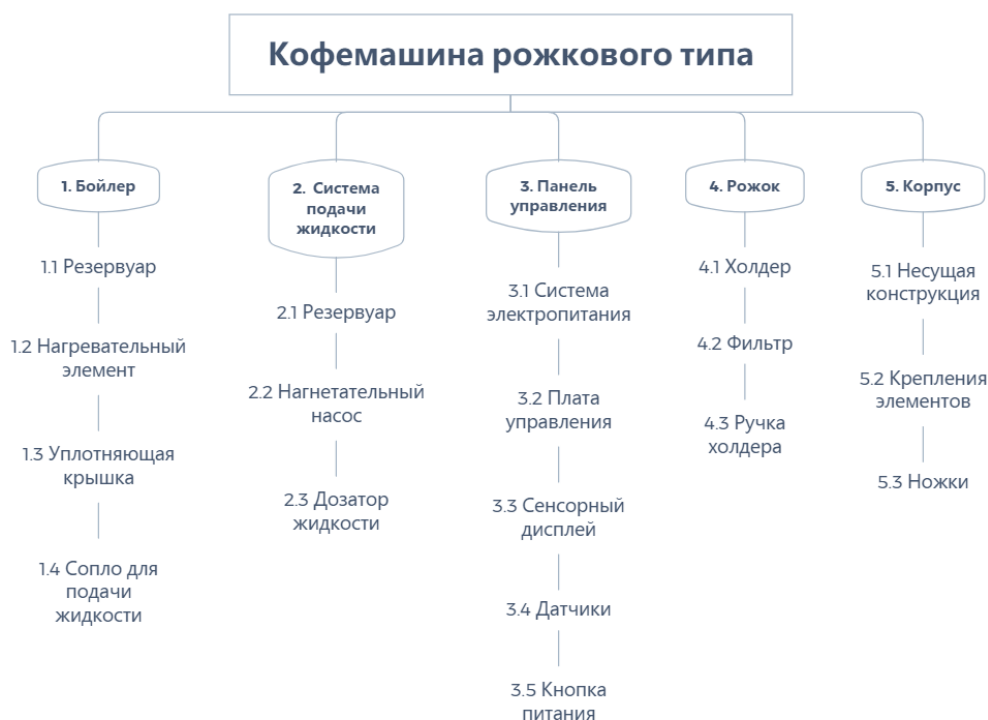 Кофемашина рожкового типа
1. Бойлер
1.1 Резервуар
1.2 Нагревательный
элемент
1.3 Уплотняющая
крышка
1.4 Сопло для
подачи
жидкости
2. Система
подачи
жидкости
2.1 Резервуар
2.2 Нагнетательный
насос
2.3 Дозатор
жидкости
3. Панель
управления
3.1 Система
электропитания
3.2 Плата
управления
3.3 Сенсорный
дисплей
3.4 Датчики
3.5 Кнопка
питания
4. Рожок
4.1 Холдер
4.2 Фильтр
4.3 Ручка
холдера
5. Корпус
5.1 Несущая
конструкция
5.2 Крепления
элементов
5.3 Ножки